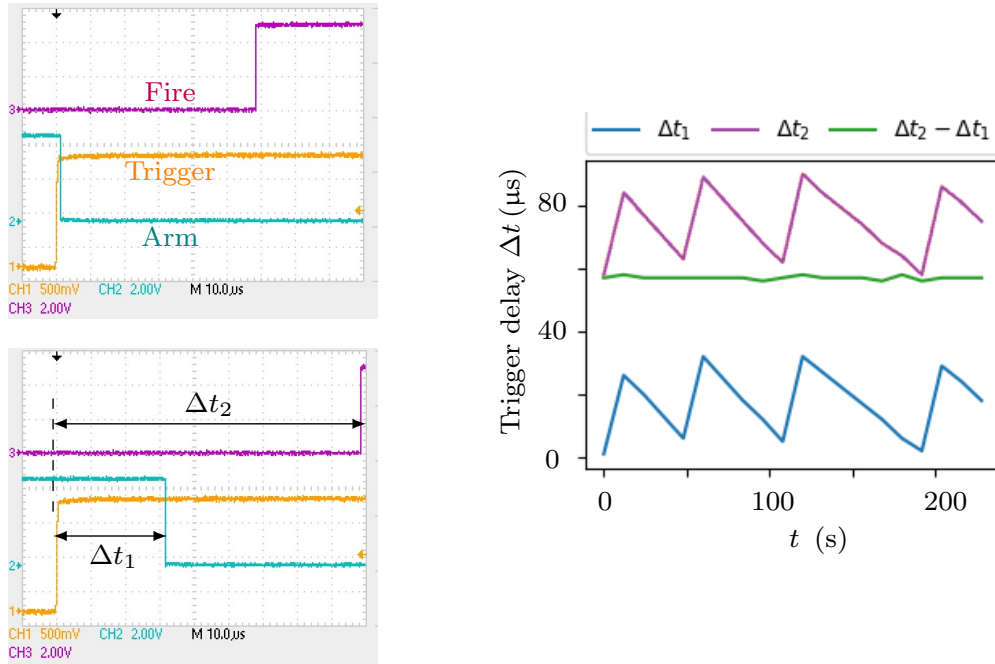 Fire
3
Trigger
2
Arm
1
CH1 500mV CH2 2.00V M 10.0µs
CH3 2.00V
Δt₂
3
Δt₁
2
1
CH1 500mV CH2 2.00V M 10.0µs
CH3 2.00V
Δt₁ Δt₂ Δt₂ − Δt₁
Trigger delay Δt (µs)
80
40
0
0 100 200
t (s)